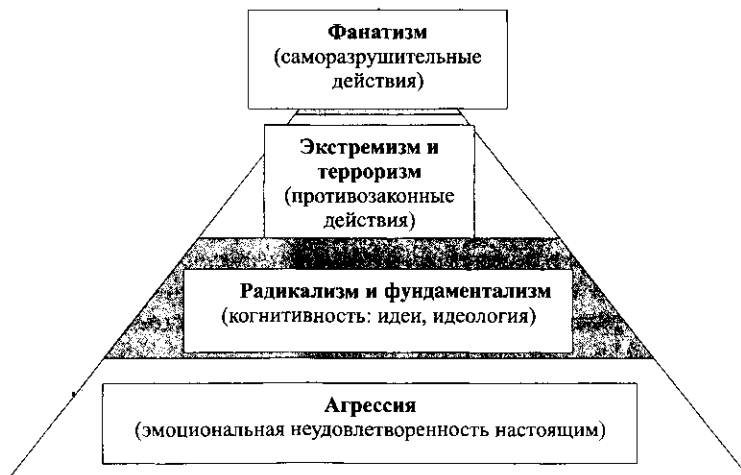 Фанатизм
(саморазрушительные
действия)
Экстремизм и
терроризм
(противозаконные
действия)
Радикализм и фундаментализм
(когнитивность: идеи, идеология)
Агрессия
(эмоциональная неудовлетворенность настоящим)